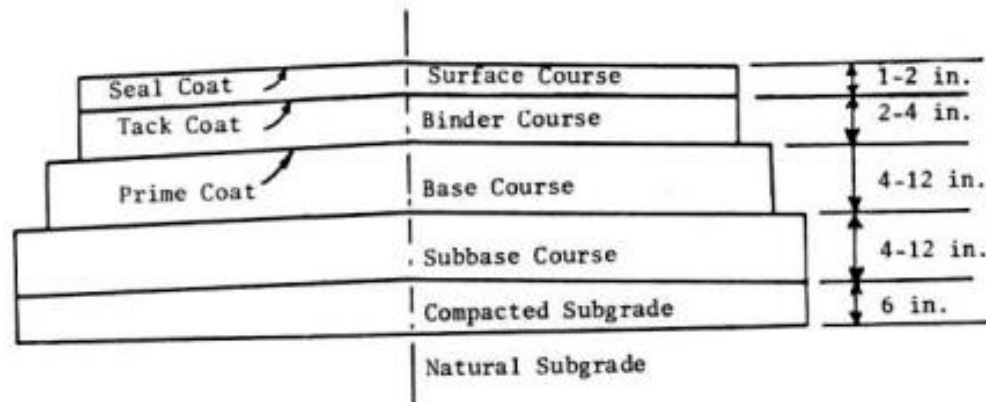 Seal Coat
Surface Course
1-2 in.
Tack Coat
Binder Course
2-4 in.
Prime Coat
Base Course
4-12 in.
Subbase Course
4-12 in.
Compacted Subgrade
6 in.
Natural Subgrade